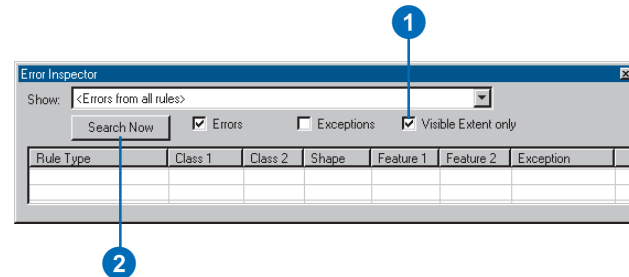 1
Error Inspector
Show: <Errors from all rules>
Search Now Errors Exceptions Visible Extent only
Rule Type Class 1 Class 2 Shape Feature 1 Feature 2 Exception
2